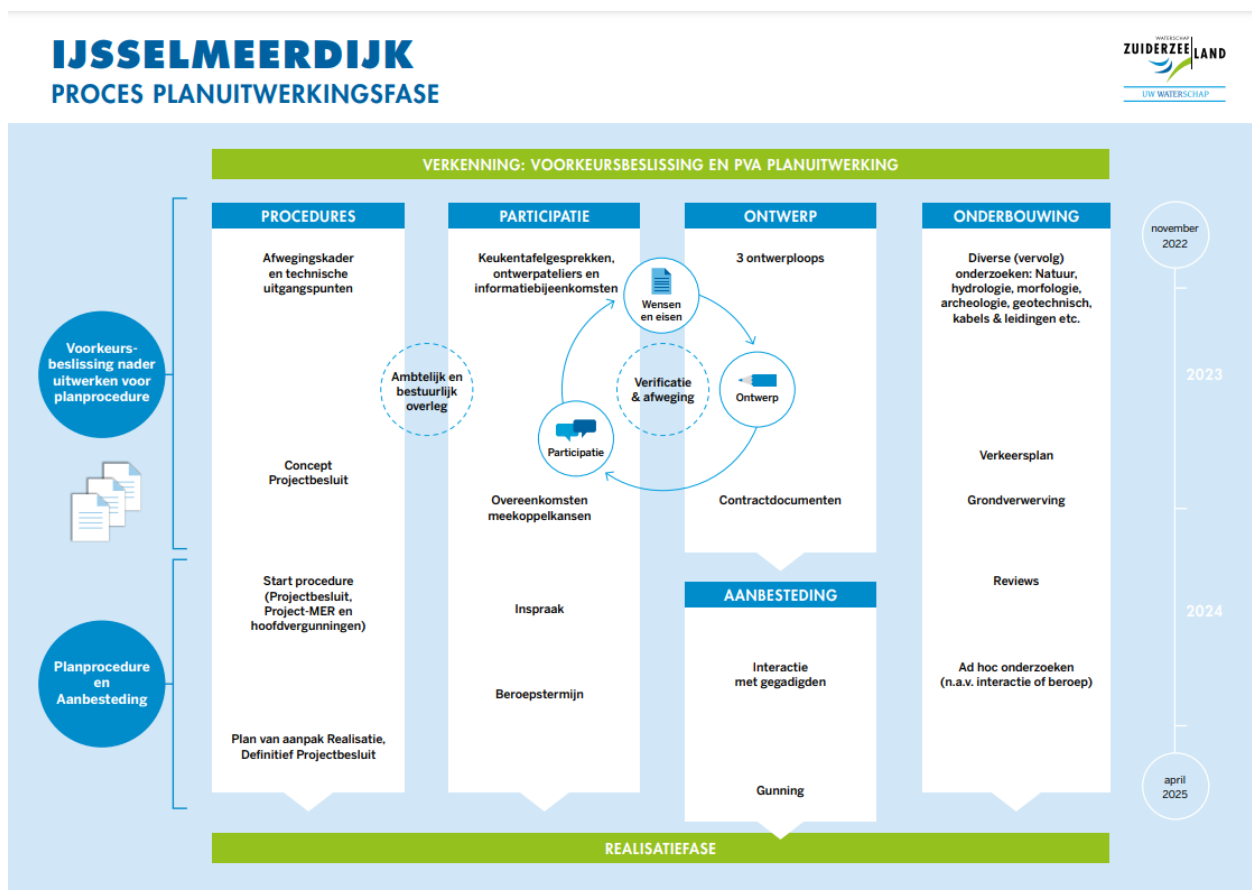 IJSSELMEERDIJK
PROCES PLANUITWERKINGSFASE
WATERSCHAP
ZUIDERZEELAND
UW WATERSCHAP
VERKENNING: VOORKEURSBESLISSING EN PVA PLANUITWERKING
Voorkeurs-
beslissing nader
uitwerken voor
planprocedure
Planprocedure
en
Aanbesteding
PROCEDURES
Afwegingskader
en technische
uitgangspunten
Concept
Projectbesluit
Start procedure
(Projectbesluit,
Project-MER en
hoofdvergunningen)
Plan van aanpak Realisatie,
Definitief Projectbesluit
Ambtelijk en
bestuurlijk
overleg
PARTICIPATIE
Keukentafelgesprekken,
ontwerpateliers en
informatiebijeenkomsten
Wensen
en eisen
Verificatie
& afweging
Ontwerp
Participatie
Overeenkomsten
meekoppelkansen
Inspraak
Beroepstermijn
ONTWERP
3 ontwerploops
Contractdocumenten
AANBESTEDING
Interactie
met gegadigden
Gunning
ONDERBOUWING
Diverse (vervolg)
onderzoeken: Natuur,
hydrologie, morfologie,
archeologie, geotechnisch,
kabels & leidingen etc.
Verkeersplan
Grondverwerving
Reviews
Ad hoc onderzoeken
(n.a.v. interactie of beroep)
november
2022
2023
2024
april
2025
REALISATIEFASE